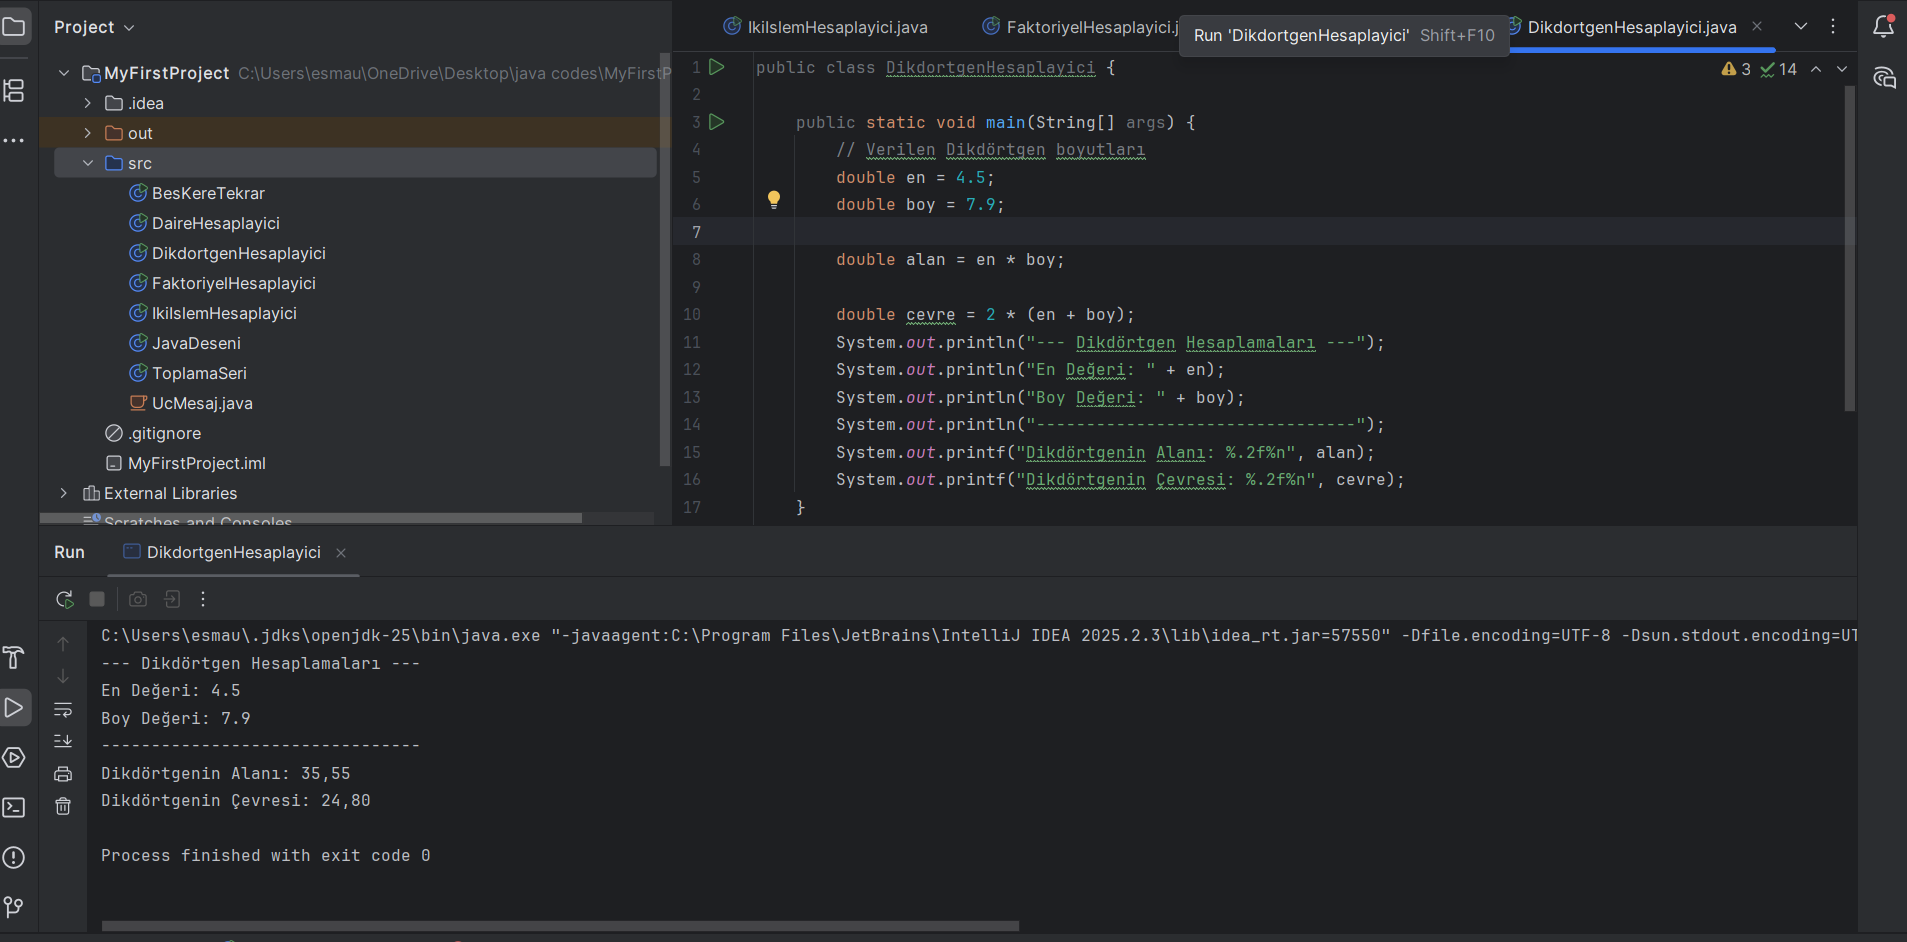 Project
MyFirstProject C:\Users\esmau\OneDrive\Desktop\java codes\MyFirstP
.idea
out
src
BesKereTekrar
DaireHesaplayici
DikdortgenHesaplayici
FaktoriyelHesaplayici
IkiIslemHesaplayici
JavaDeseni
ToplamaSeri
UcMesaj.java
.gitignore
MyFirstProject.iml
External Libraries
Scratches and Consoles
IkiIslemHesaplayici.java
FaktoriyelHesaplayici.j
Run 'DikdortgenHesaplayici' Shift+F10
DikdortgenHesaplayici.java
3 14
1 public class DikdortgenHesaplayici {
2
3 public static void main(String[] args) {
4 // Verilen Dikdörtgen boyutları
5 double en = 4.5;
6 double boy = 7.9;
7
8 double alan = en * boy;
9
10 double cevre = 2 * (en + boy);
11 System.out.println("--- Dikdörtgen Hesaplamaları ---");
12 System.out.println("En Değeri: " + en);
13 System.out.println("Boy Değeri: " + boy);
14 System.out.println("--------------------------------");
15 System.out.printf("Dikdörtgenin Alanı: %.2f%n", alan);
16 System.out.printf("Dikdörtgenin Çevresi: %.2f%n", cevre);
17 }
Run DikdortgenHesaplayici
C:\Users\esmau\.jdks\openjdk-25\bin\java.exe "-javaagent:C:\Program Files\JetBrains\IntelliJ IDEA 2025.2.3\lib\idea_rt.jar=57550" -Dfile.encoding=UTF-8 -Dsun.stdout.encoding=UT
--- Dikdörtgen Hesaplamaları ---
En Değeri: 4.5
Boy Değeri: 7.9
--------------------------------
Dikdörtgenin Alanı: 35,55
Dikdörtgenin Çevresi: 24,80
Process finished with exit code 0